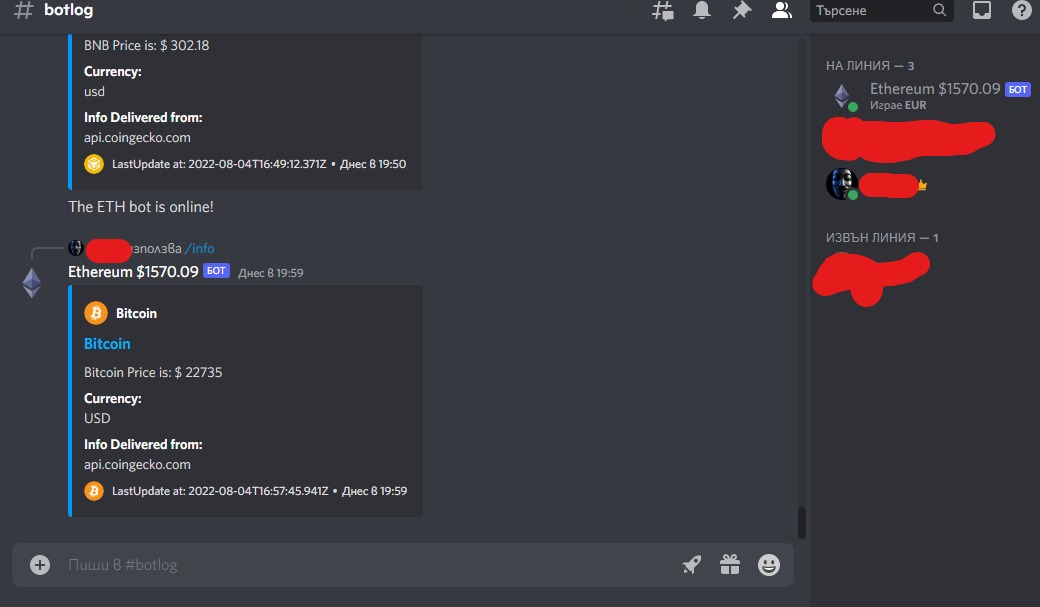 # botlog
Търсене
BNB Price is: $ 302.18
Currency:
usd
Info Delivered from:
api.coingecko.com
LastUpdate at: 2022-08-04T16:49:12.371Z • Днес в 19:50
The ETH bot is online!
използва /info
Ethereum $1570.09 БОТ Днес в 19:59
Bitcoin
Bitcoin
Bitcoin Price is: $ 22735
Currency:
USD
Info Delivered from:
api.coingecko.com
LastUpdate at: 2022-08-04T16:57:45.941Z • Днес в 19:59
Пиши в #botlog
НА ЛИНИЯ — 3
Ethereum $1570.09 БОТ
Играе EUR
ИЗВЪН ЛИНИЯ — 1